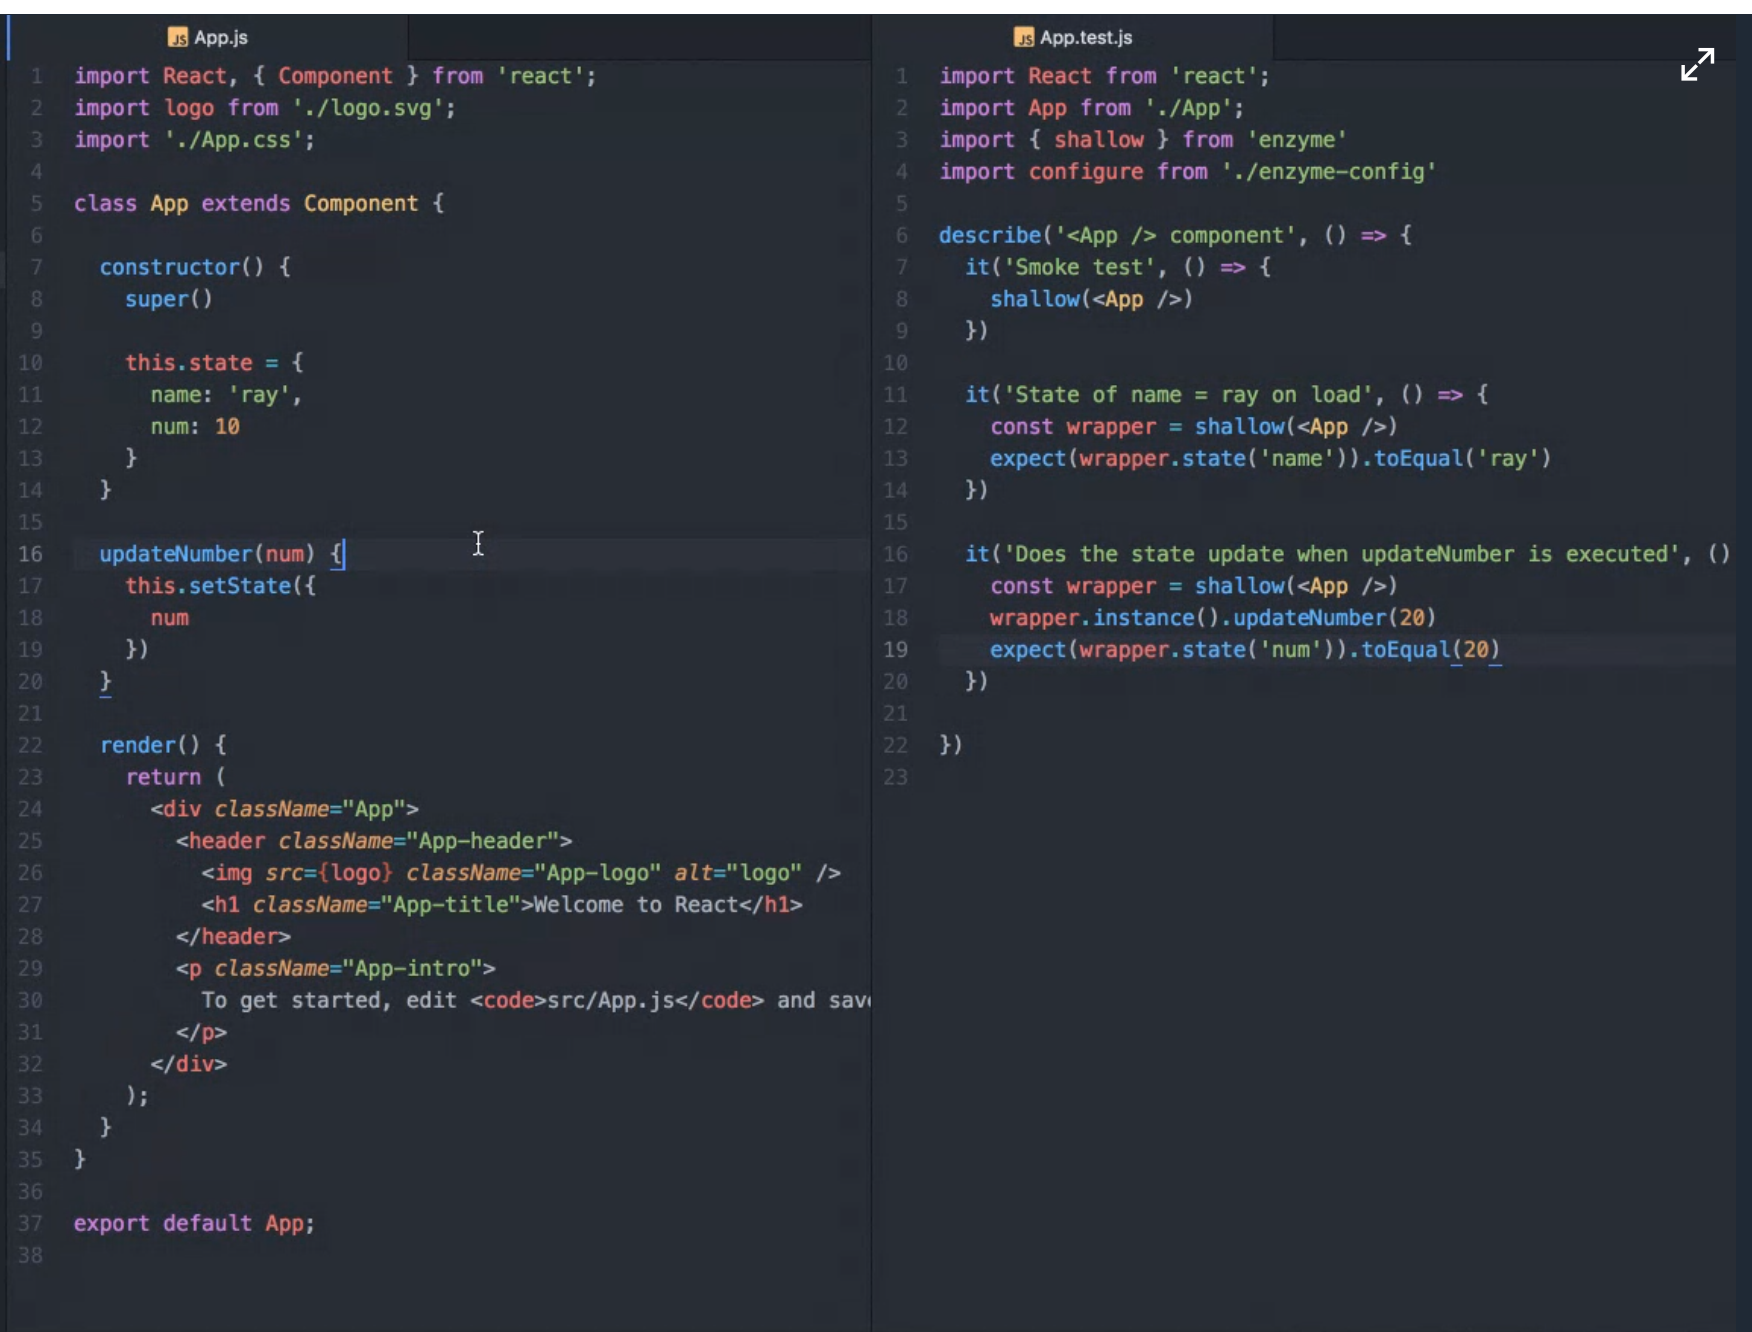 App.js
1 import React, { Component } from 'react';
2 import logo from './logo.svg';
3 import './App.css';
4
5 class App extends Component {
6
7   constructor() {
8     super()
9
10     this.state = {
11       name: 'ray',
12       num: 10
13     }
14   }
15
16   updateNumber(num) {
17     this.setState({
18       num
19     })
20   }
21
22   render() {
23     return (
24       <div className="App">
25         <header className="App-header">
26           <img src={logo} className="App-logo" alt="logo" />
27           <h1 className="App-title">Welcome to React</h1>
28         </header>
29         <p className="App-intro">
30           To get started, edit <code>src/App.js</code> and save
31         </p>
32       </div>
33     );
34   }
35 }
36
37 export default App;
38
App.test.js
1 import React from 'react';
2 import App from './App';
3 import { shallow } from 'enzyme'
4 import configure from './enzyme-config'
5
6 describe('<App /> component', () => {
7   it('Smoke test', () => {
8     shallow(<App />)
9   })
10
11   it('State of name = ray on load', () => {
12     const wrapper = shallow(<App />)
13     expect(wrapper.state('name')).toEqual('ray')
14   })
15
16   it('Does the state update when updateNumber is executed', ()
17     const wrapper = shallow(<App />)
18     wrapper.instance().updateNumber(20)
19     expect(wrapper.state('num')).toEqual(20)
20   })
21
22 })
23